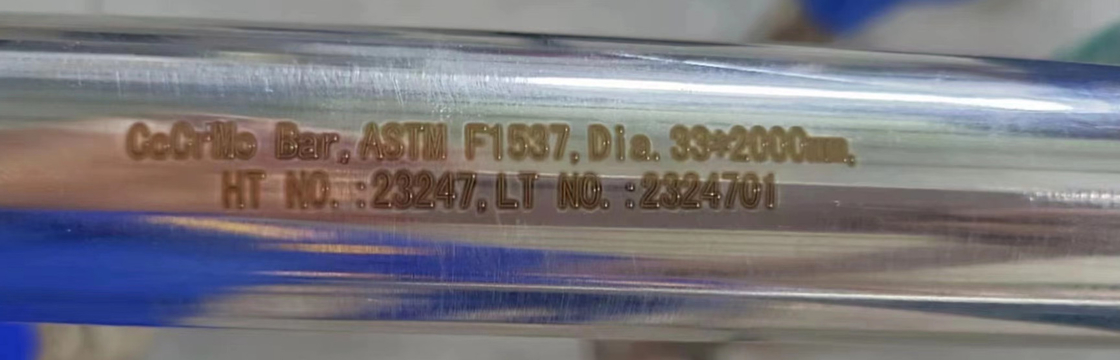 CoCrMo Bar,ASTM F1537,Dia.33*2000mm,
HT NO.:23247,LT NO.:2324701